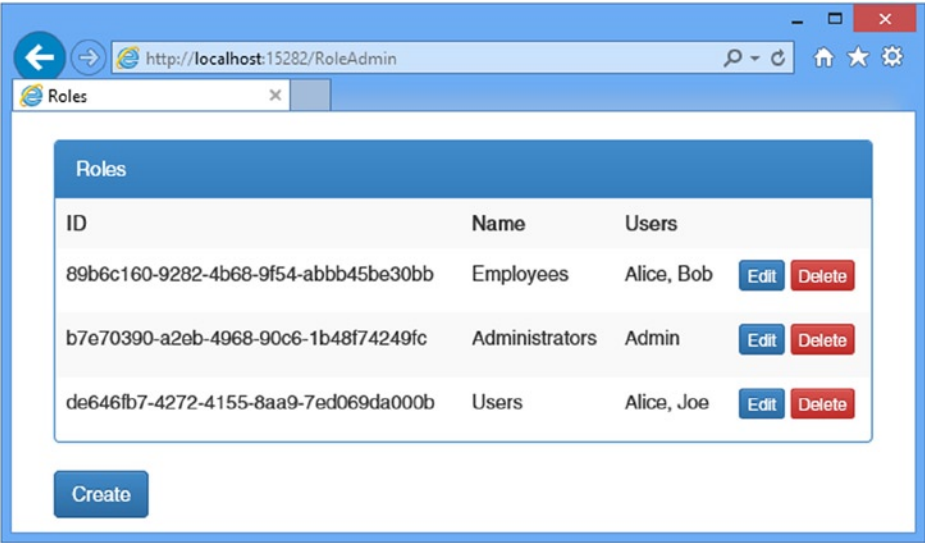 http://localhost:15282/RoleAdmin
Roles
Roles
ID Name Users
89b6c160-9282-4b68-9f54-abbb45be30bb Employees Alice, Bob Edit Delete
b7e70390-a2eb-4968-90c6-1b48f74249fc Administrators Admin Edit Delete
de646fb7-4272-4155-8aa9-7ed069da000b Users Alice, Joe Edit Delete
Create